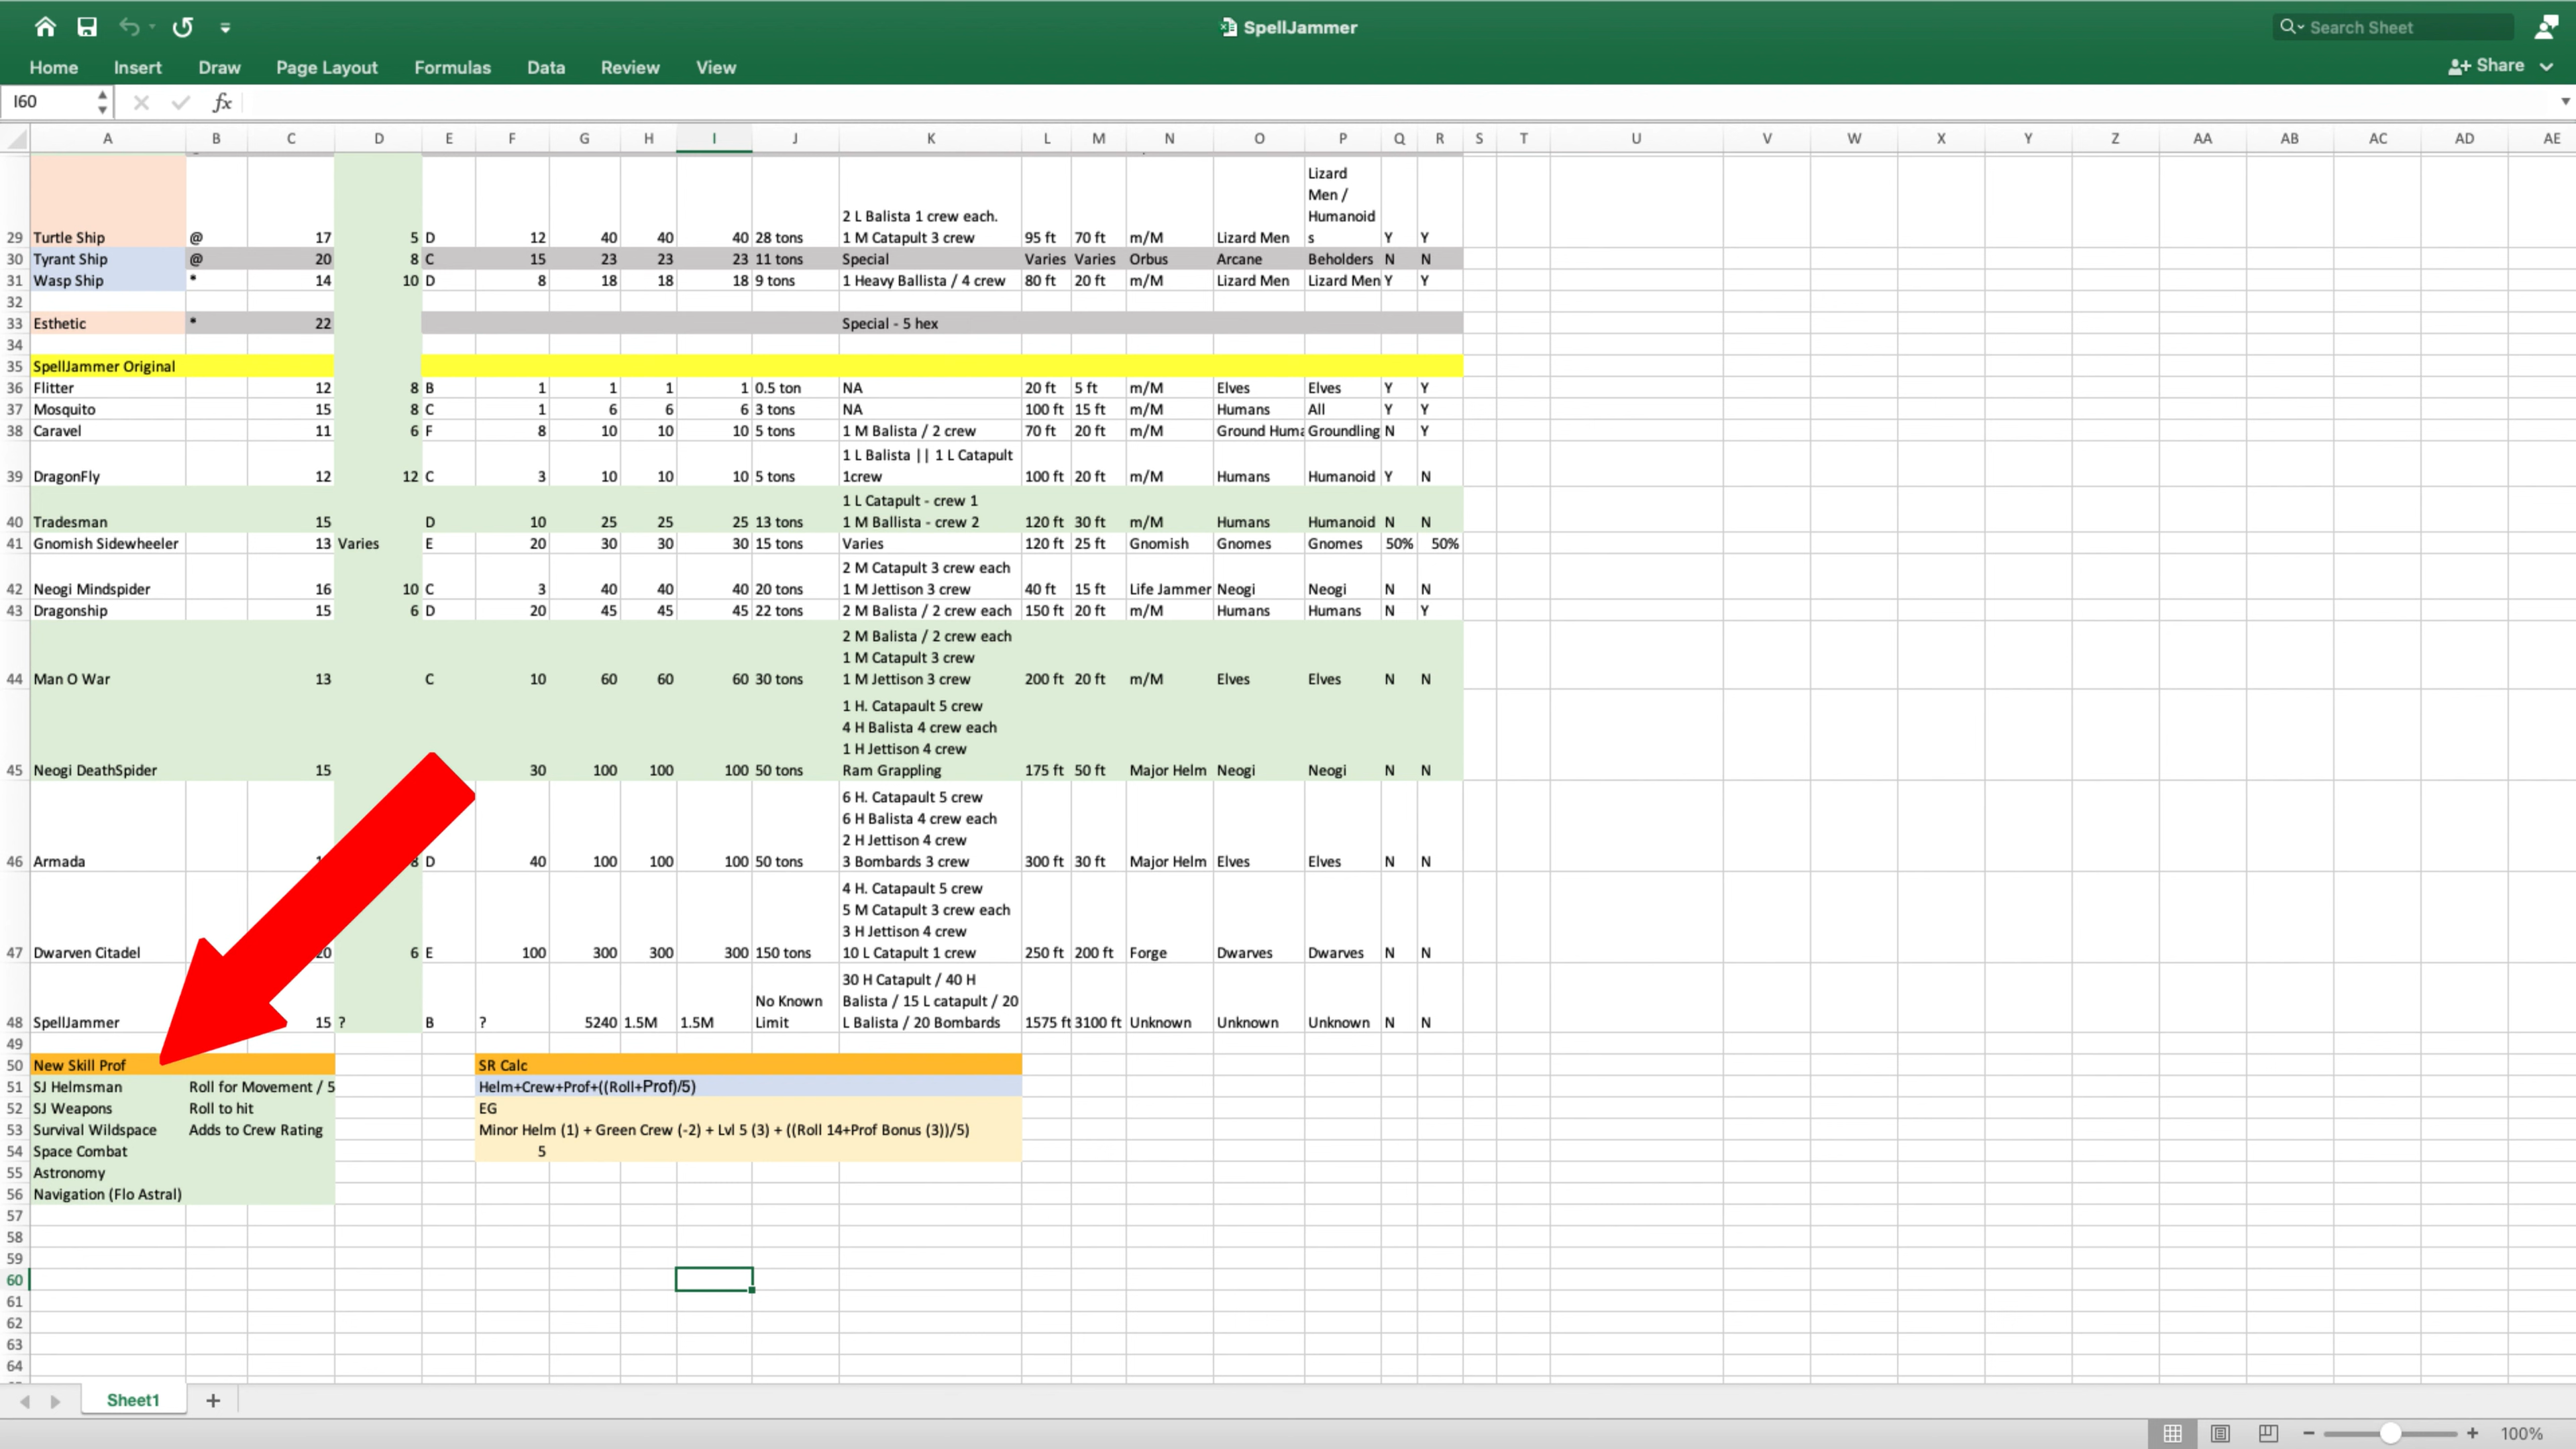 SpellJammer
Search Sheet
Home Insert Draw Page Layout Formulas Data Review View
Share
I60 fx
A B C D E F G H I J K L M N O P Q R S T U V W X Y Z AA AB AC AD AE
Lizard
Men /
2 L Balista 1 crew each. Humanoid
29 Turtle Ship @ 17 5 D 12 40 40 40 28 tons 1 M Catapult 3 crew 95 ft 70 ft m/M Lizard Men s Y Y
30 Tyrant Ship @ 20 8 C 15 23 23 23 11 tons Special Varies Varies Orbus Arcane Beholders N N
31 Wasp Ship * 14 10 D 8 18 18 18 9 tons 1 Heavy Ballista / 4 crew 80 ft 20 ft m/M Lizard Men Lizard Men Y Y
32
33 Esthetic * 22 Special - 5 hex
34
35 SpellJammer Original
36 Flitter 12 8 B 1 1 1 1 0.5 ton NA 20 ft 5 ft m/M Elves Elves Y Y
37 Mosquito 15 8 C 1 6 6 6 3 tons NA 100 ft 15 ft m/M Humans All Y Y
38 Caravel 11 6 F 8 10 10 10 5 tons 1 M Balista / 2 crew 70 ft 20 ft m/M Ground Huma Groundling N Y
1 L Balista || 1 L Catapult
39 DragonFly 12 12 C 3 10 10 10 5 tons 1crew 100 ft 20 ft m/M Humans Humanoid Y N
1 L Catapult - crew 1
40 Tradesman 15 D 10 25 25 25 13 tons 1 M Ballista - crew 2 120 ft 30 ft m/M Humans Humanoid N N
41 Gnomish Sidewheeler 13 Varies E 20 30 30 30 15 tons Varies 120 ft 25 ft Gnomish Gnomes Gnomes 50% 50%
2 M Catapult 3 crew each
42 Neogi Mindspider 16 10 C 3 40 40 40 20 tons 1 M Jettison 3 crew 40 ft 15 ft Life Jammer Neogi Neogi N N
43 Dragonship 15 6 D 20 45 45 45 22 tons 2 M Balista / 2 crew each 150 ft 20 ft m/M Humans Humans N Y
2 M Balista / 2 crew each
1 M Catapult 3 crew
44 Man O War 13 C 10 60 60 60 30 tons 1 M Jettison 3 crew 200 ft 20 ft m/M Elves Elves N N
1 H. Catapault 5 crew
4 H Balista 4 crew each
1 H Jettison 4 crew
45 Neogi DeathSpider 15 30 100 100 100 50 tons Ram Grappling 175 ft 50 ft Major Helm Neogi Neogi N N
6 H. Catapault 5 crew
6 H Balista 4 crew each
2 H Jettison 4 crew
46 Armada 8 D 40 100 100 100 50 tons 3 Bombards 3 crew 300 ft 30 ft Major Helm Elves Elves N N
4 H. Catapault 5 crew
5 M Catapult 3 crew each
3 H Jettison 4 crew
47 Dwarven Citadel 20 6 E 100 300 300 300 150 tons 10 L Catapult 1 crew 250 ft 200 ft Forge Dwarves Dwarves N N
30 H Catapult / 40 H
No Known Balista / 15 L catapult / 20
48 SpellJammer 15 ? B ? 5240 1.5M 1.5M Limit L Balista / 20 Bombards 1575 ft 3100 ft Unknown Unknown Unknown N N
49
50 New Skill Prof SR Calc
51 SJ Helmsman Roll for Movement / 5 Helm+Crew+Prof+((Roll+Prof)/5)
52 SJ Weapons Roll to hit EG
53 Survival Wildspace Adds to Crew Rating Minor Helm (1) + Green Crew (-2) + Lvl 5 (3) + ((Roll 14+Prof Bonus (3))/5)
54 Space Combat 5
55 Astronomy
56 Navigation (Flo Astral)
57
58
59
60
61
62
63
64
Sheet1
100%